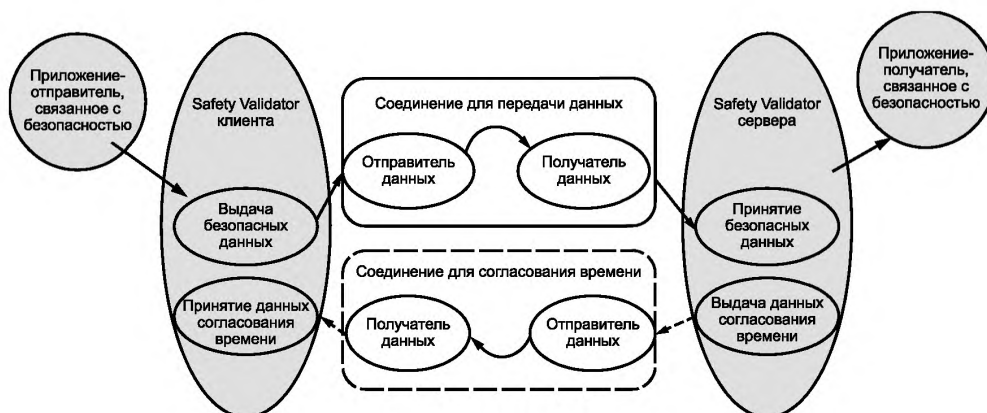 Приложение-
отправитель,
связанное с
безопасностью
Safety Validator
клиента
Выдача
безопасных
данных
Принятие данных
согласования
времени
Соединение для передачи данных
Отправитель
данных
Получатель
данных
Соединение для согласования времени
Получатель
данных
Отправитель
данных
Safety Validator
сервера
Принятие
безопасных
данных
Выдача данных
согласования
времени
Приложение-
получатель,
связанное с
безопасностью